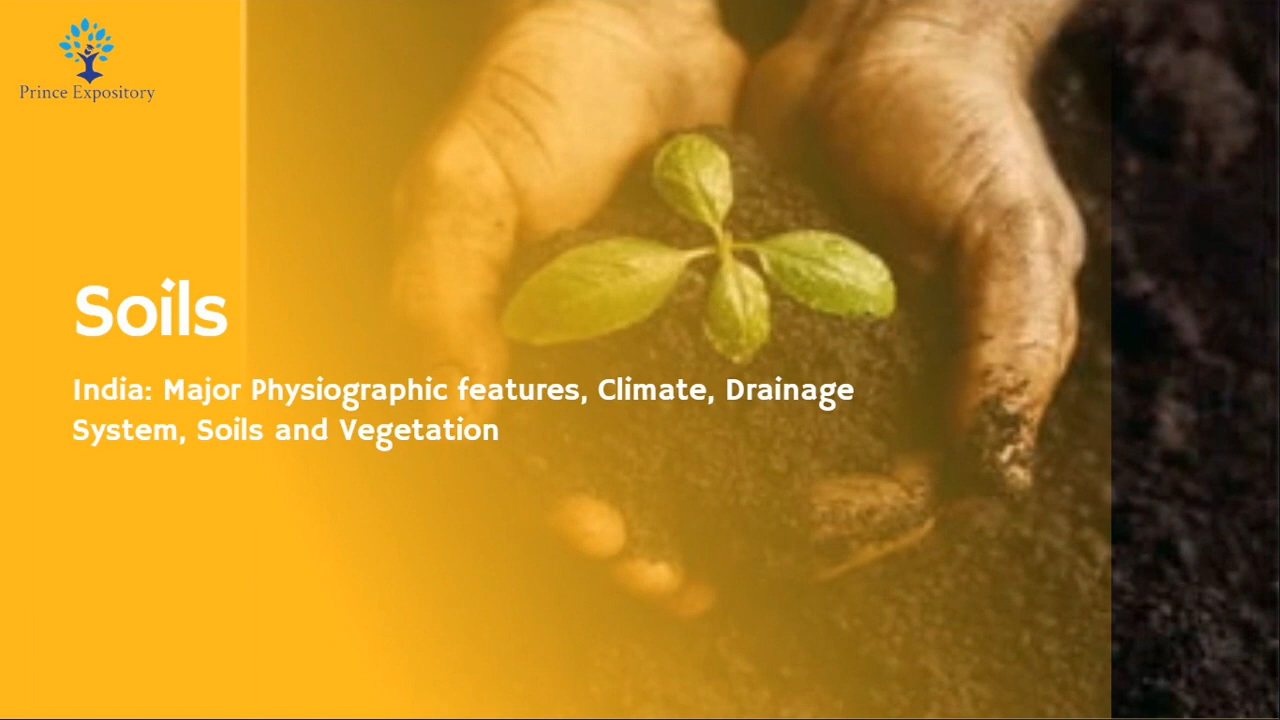 Prince Expository
Soils
India: Major Physiographic features, Climate, Drainage
System, Soils and Vegetation